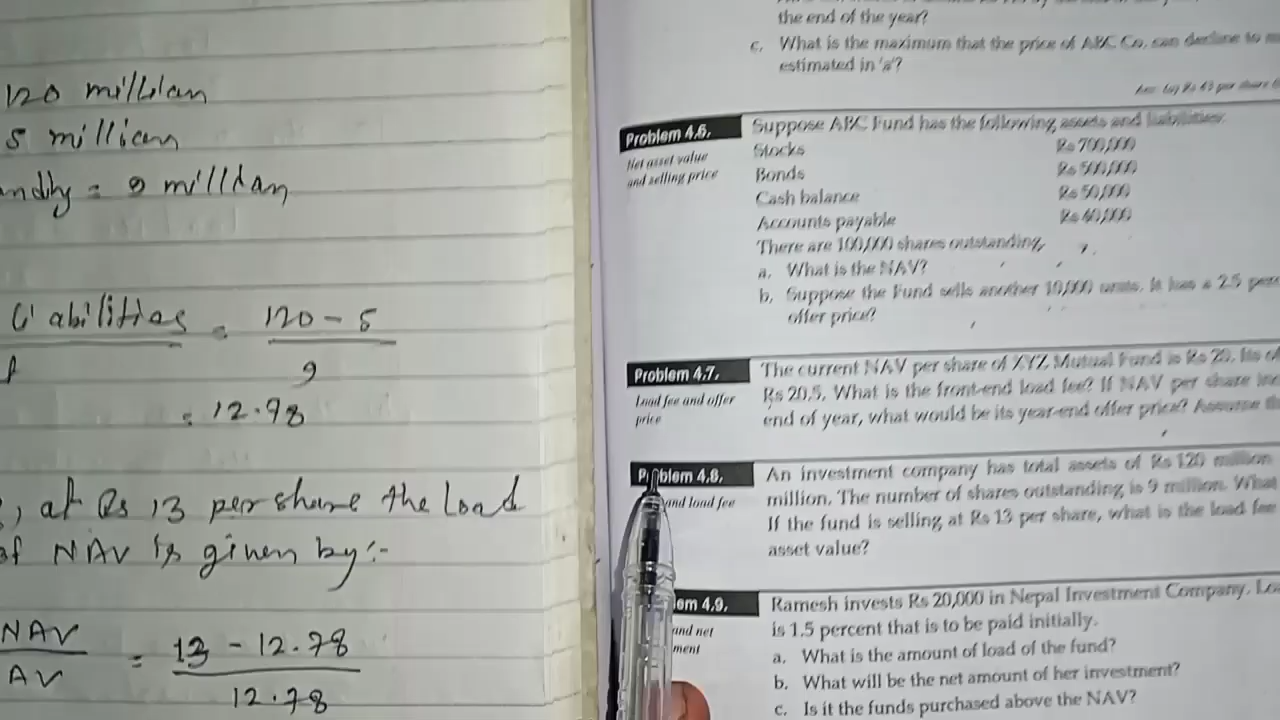 120 million
5 million
= 9 million
liabilities = 120 - 5
9
= 12.78
, at Rs 13 per share the Load
of NAV is given by:-
NAV = 13 - 12.78
AV 12.78
the end of the year?
c. What is the maximum that the price of ABC Co. can decline to
estimated in 'a'?
Problem 4.6. Suppose ABC Fund has the following assets and liabilities.
Net asset value
and selling price
Stocks Rs 700,000
Bonds Rs 500,000
Cash balance Rs 50,000
Accounts payable Rs 40,000
There are 100,000 shares outstanding.
a. What is the NAV?
b. Suppose the Fund sells another 10,000 units. It has a 2.5
offer price?
Problem 4.7. The current NAV per share of XYZ Mutual Fund is Rs 20. Its
Load fee and offer
price
Rs 20.5. What is the front-end load fee? If NAV per share
end of year, what would be its year-end offer price? Assume
Problem 4.8. An investment company has total assets of Rs 120 million
and load fee
million. The number of shares outstanding is 9 million. What
If the fund is selling at Rs 13 per share, what is the load fee
asset value?
4.9. Ramesh invests Rs 20,000 in Nepal Investment Company.
and net
ment
is 1.5 percent that is to be paid initially.
a. What is the amount of load of the fund?
b. What will be the net amount of her investment?
c. Is it the funds purchased above the NAV?